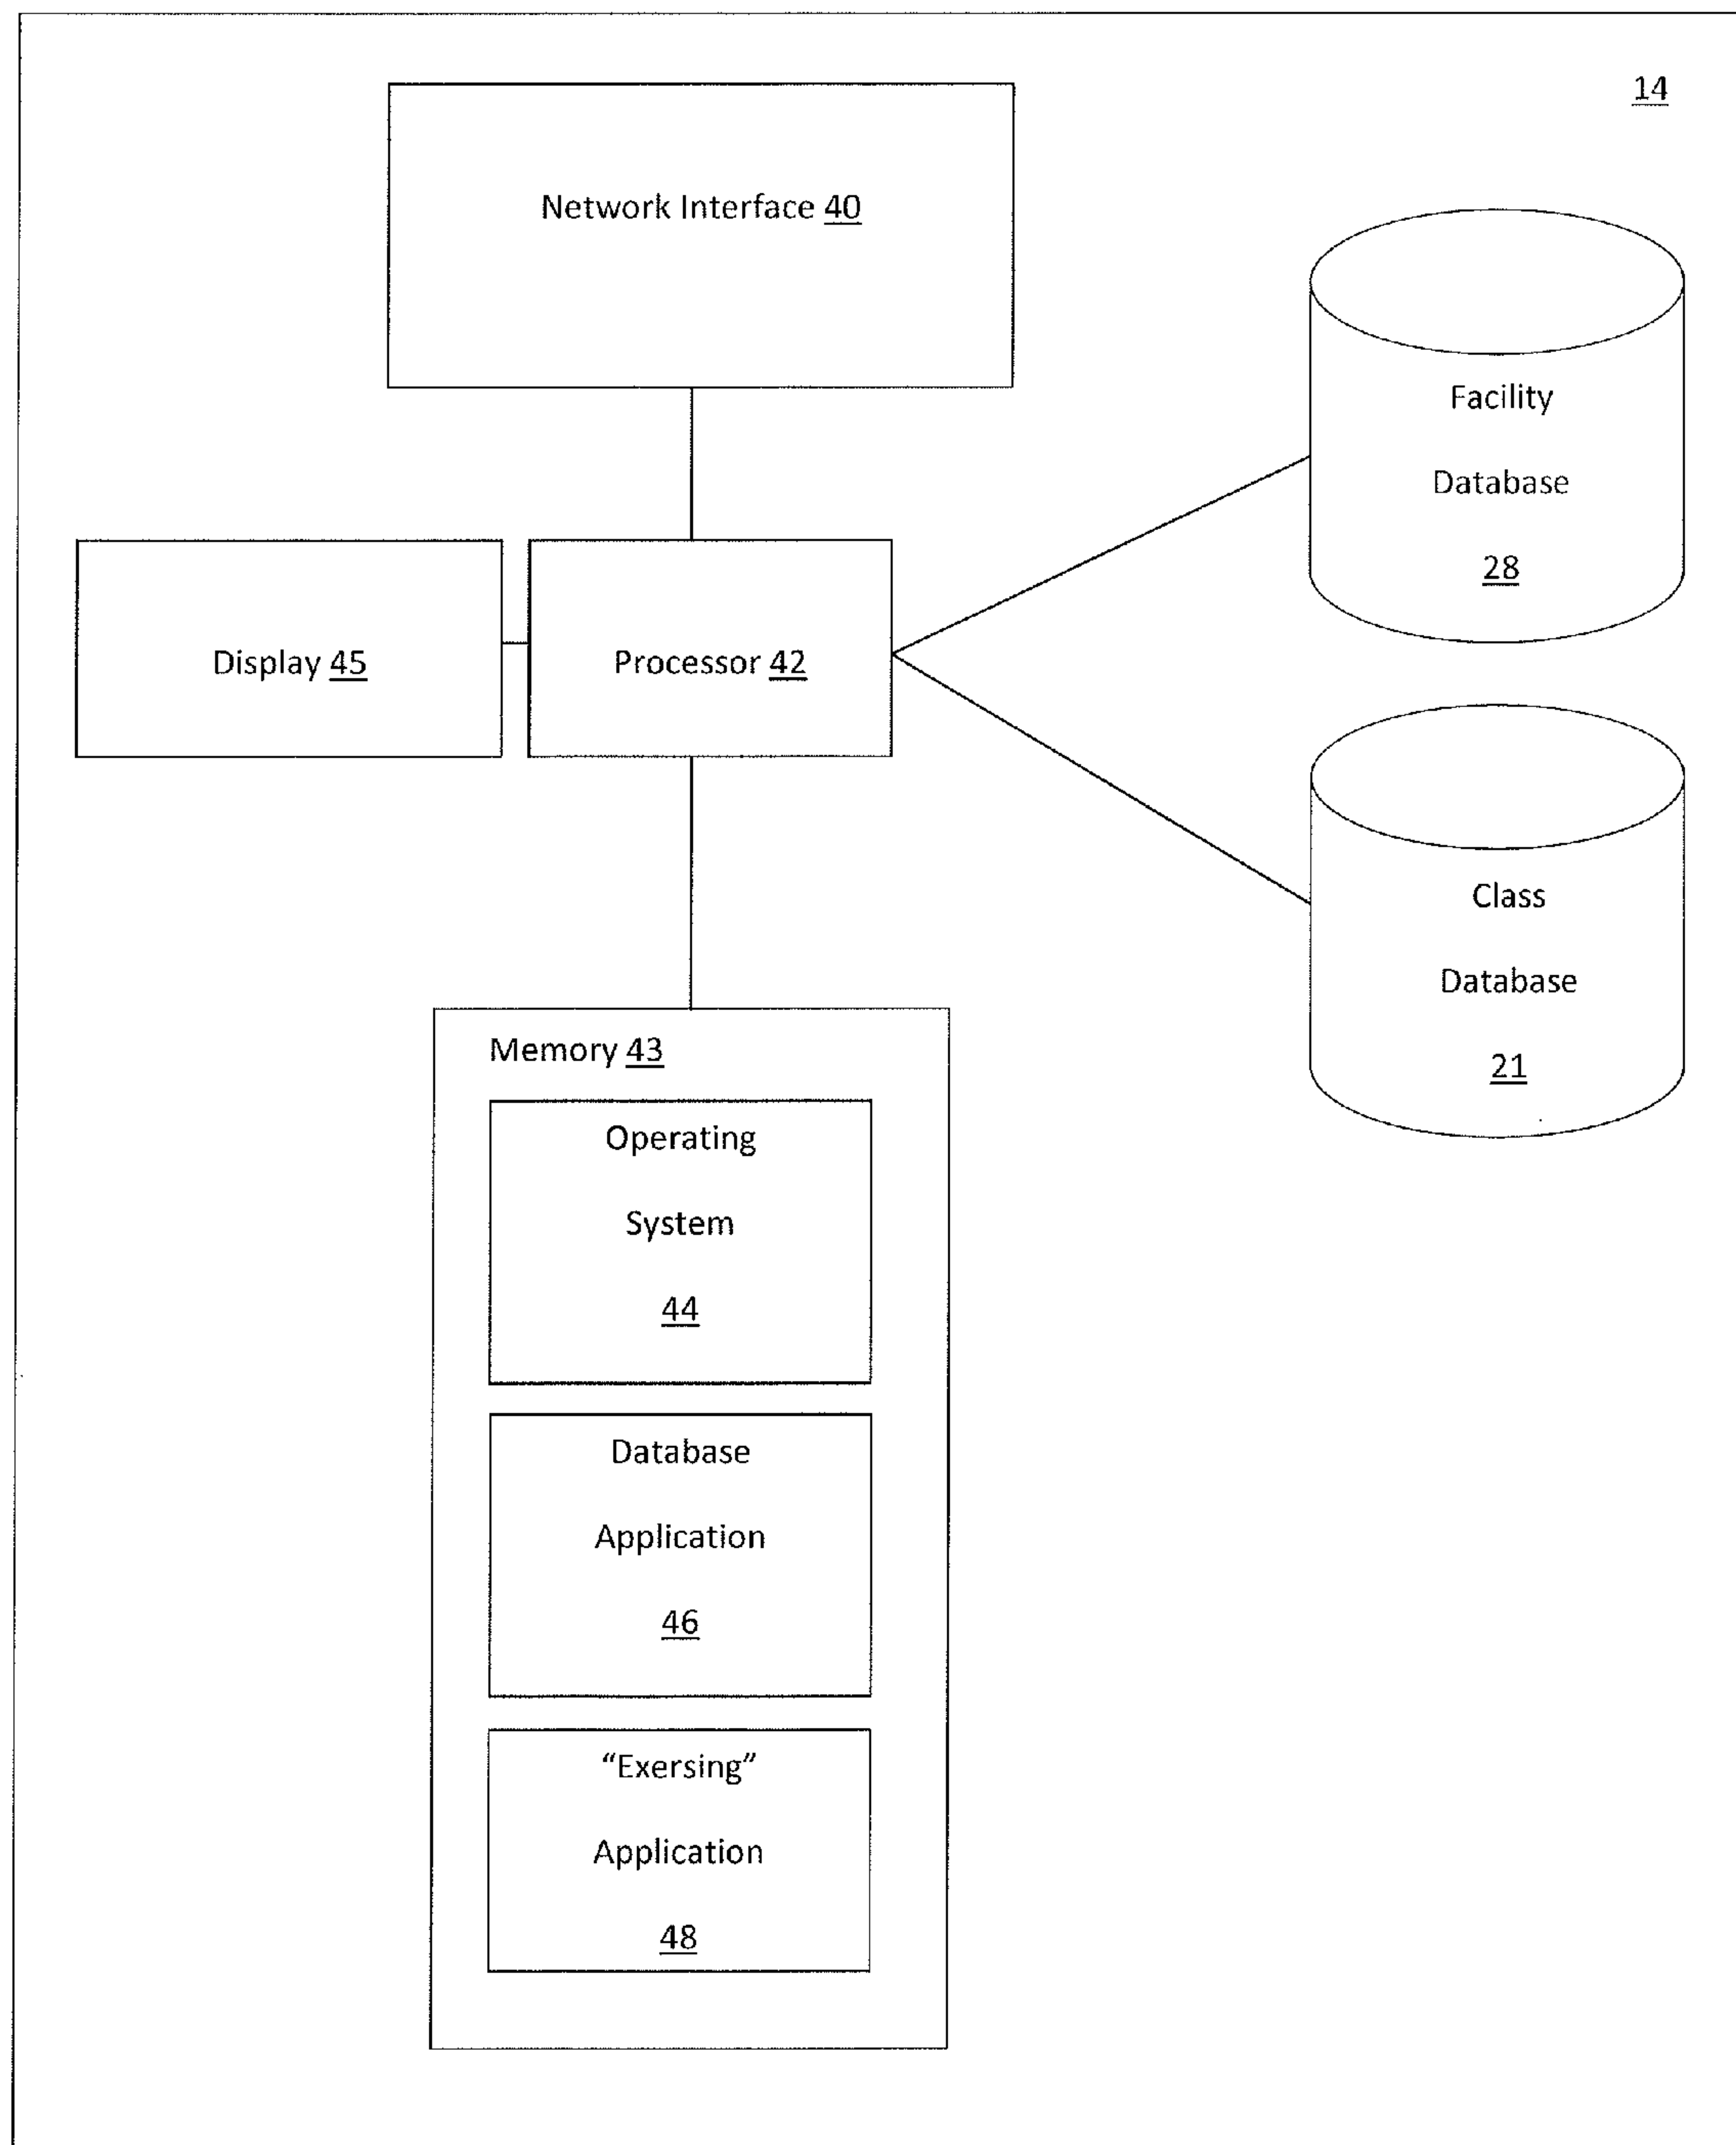 14
Network Interface 40
Facility
Database
28
Display 45
Processor 42
Class
Database
21
Memory 43
Operating
System
44
Database
Application
46
“Exersing”
Application
48